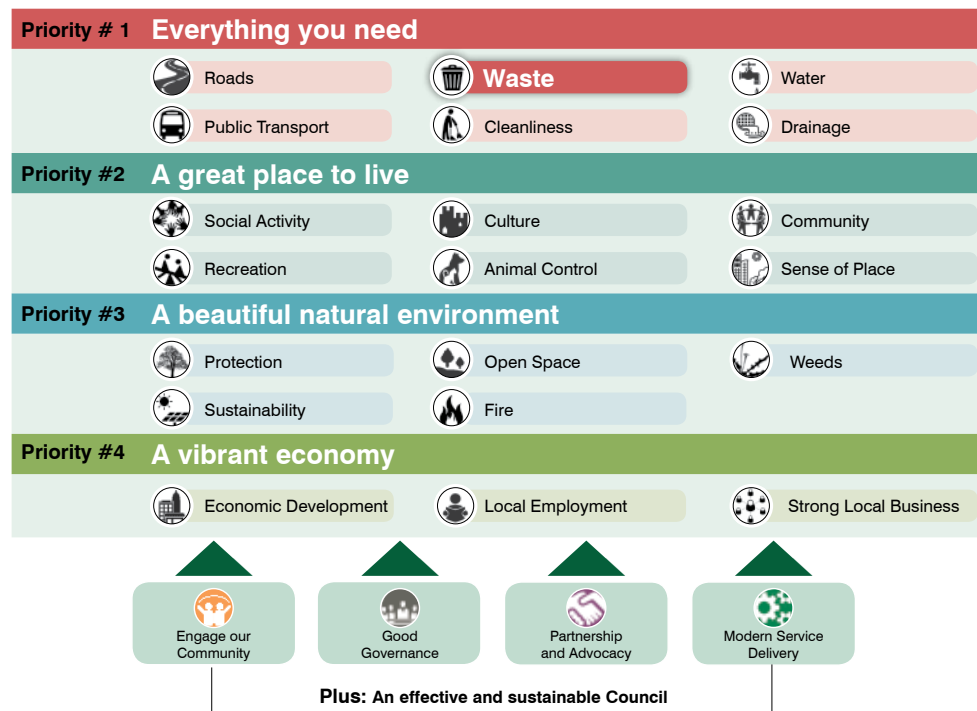 Priority # 1 Everything you need
Roads Waste Water
Public Transport Cleanliness Drainage
Priority #2 A great place to live
Social Activity Culture Community
Recreation Animal Control Sense of Place
Priority #3 A beautiful natural environment
Protection Open Space Weeds
Sustainability Fire
Priority #4 A vibrant economy
Economic Development Local Employment Strong Local Business
Engage our
Community
Good
Governance
Partnership
and Advocacy
Modern Service
Delivery
Plus: An effective and sustainable Council